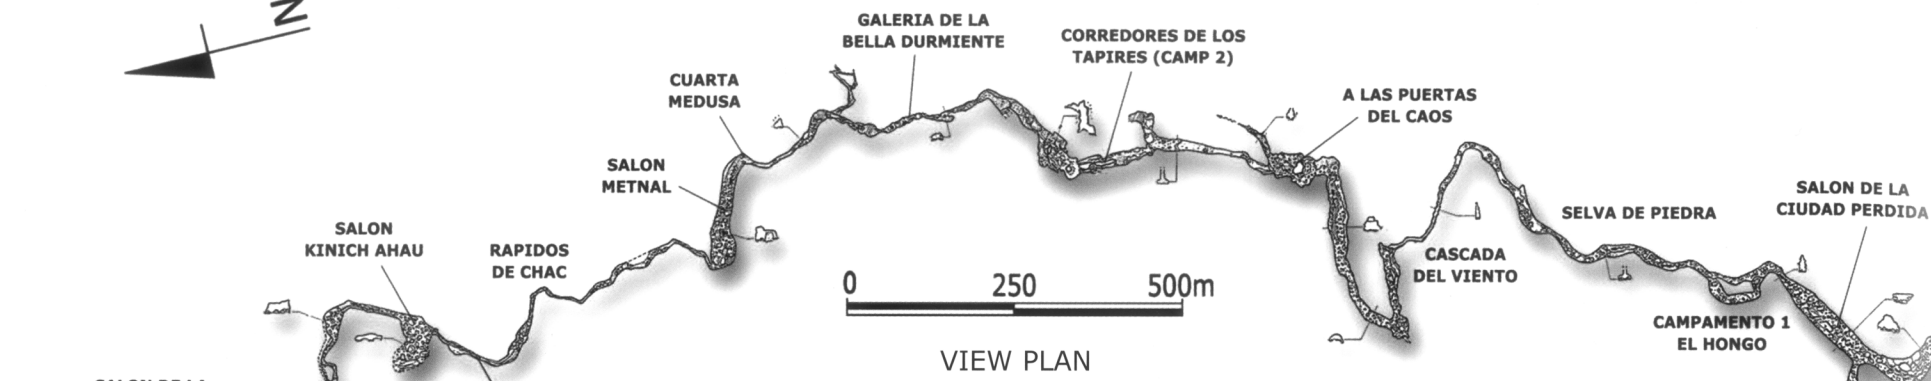 N
GALERIA DE LA
BELLA DURMIENTE
CORREDORES DE LOS
TAPIRES (CAMP 2)
CUARTA
MEDUSA
A LAS PUERTAS
DEL CAOS
SALON
METNAL
SALON DE LA
CIUDAD PERDIDA
SELVA DE PIEDRA
SALON
KINICH AHAU
RAPIDOS
DE CHAC
CASCADA
DEL VIENTO
0 250 500m
CAMPAMENTO 1
EL HONGO
VIEW PLAN